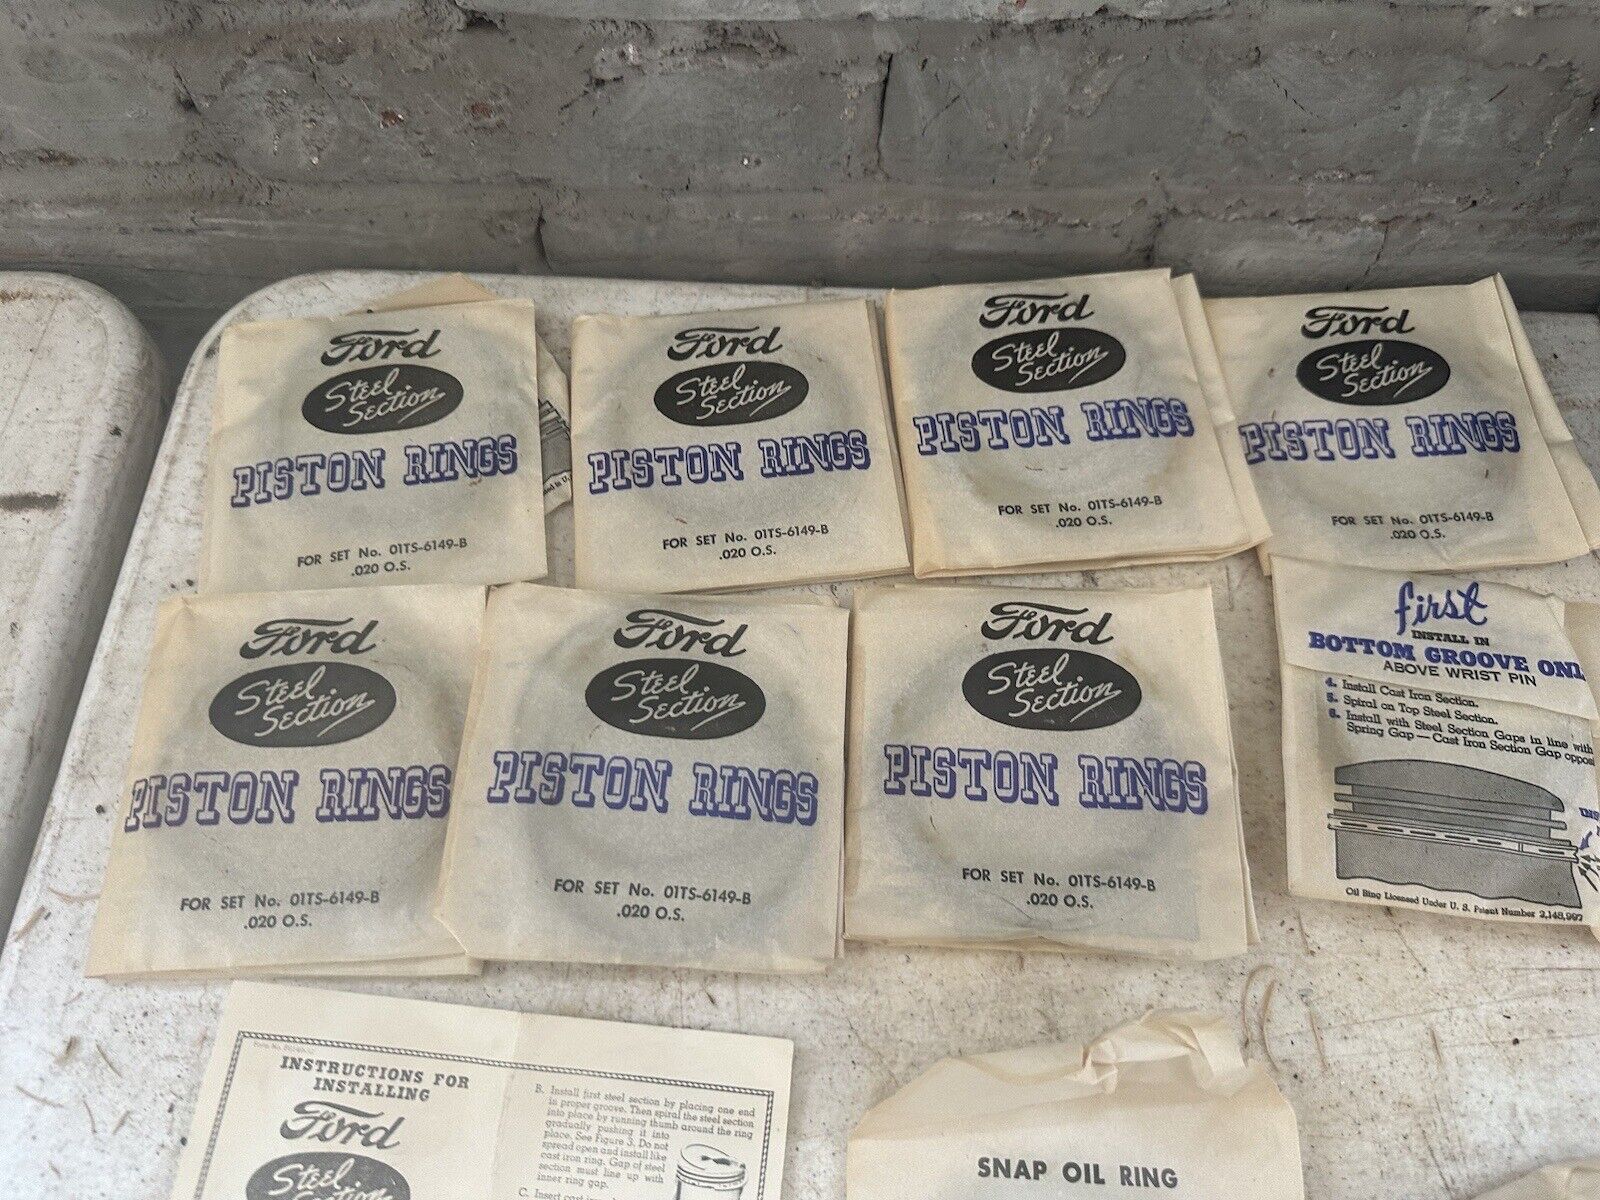 Ford
Steel
Section
PISTON RINGS
FOR SET No. 01TS-6149-B
.020 O.S.
Ford
Steel
Section
PISTON RINGS
FOR SET No. 01TS-6149-B
.020 O.S.
Ford
Steel
Section
PISTON RINGS
FOR SET No. 01TS-6149-B
.020 O.S.
Ford
Steel
Section
PISTON RINGS
FOR SET No. 01TS-6149-B
.020 O.S.
Ford
Steel
Section
PISTON RINGS
FOR SET No. 01TS-6149-B
.020 O.S.
Ford
Steel
Section
PISTON RINGS
FOR SET No. 01TS-6149-B
.020 O.S.
Ford
Steel
Section
PISTON RINGS
FOR SET No. 01TS-6149-B
.020 O.S.
first
INSTALL IN
BOTTOM GROOVE ONL
ABOVE WRIST PIN
4. Install Cast Iron Section.
5. Spiral on Top Steel Section.
6. Install with Steel Section Gaps in line with
Spring Gap — Cast Iron Section Gap opposi
Oil Ring Licensed Under U. S. Patent Number 2,148,997
INSTRUCTIONS FOR
INSTALLING
Ford
Steel
Section
B. Install first steel section by placing one end
in proper groove. Then spiral the steel section
into place by running thumb around the ring
gradually pushing it into
place. See Figure 3. Do not
spread open and install like
cast iron ring. Gap of steel
section must line up with
inner ring gap.
C. Insert cast
SNAP OIL RING